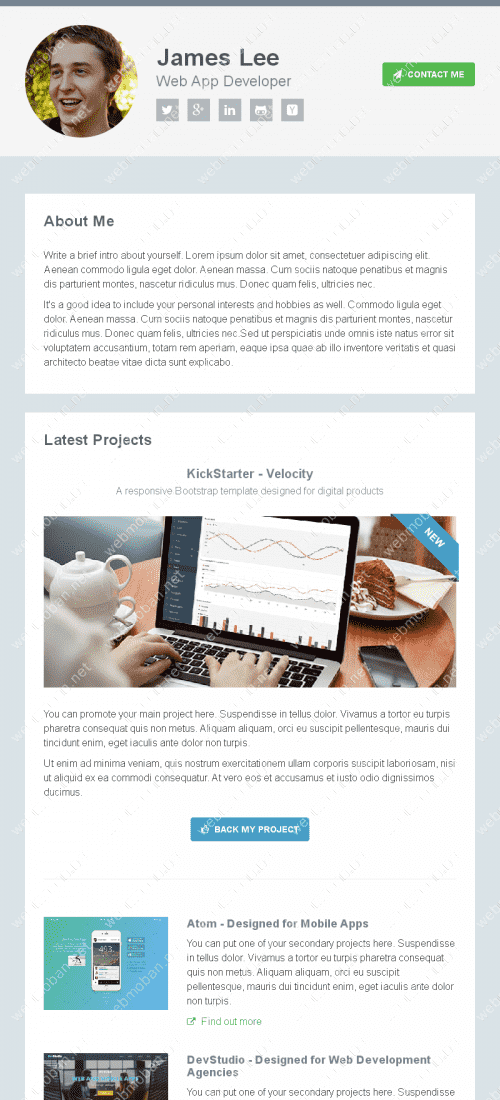 James Lee
Web App Developer
CONTACT ME
About Me
Write a brief intro about yourself. Lorem ipsum dolor sit amet, consectetuer adipiscing elit.
Aenean commodo ligula eget dolor. Aenean massa. Cum sociis natoque penatibus et magnis
dis parturient montes, nascetur ridiculus mus. Donec quam felis, ultricies nec.
It's a good idea to include your personal interests and hobbies as well. Commodo ligula eget
dolor. Aenean massa. Cum sociis natoque penatibus et magnis dis parturient montes, nascetur
ridiculus mus. Donec quam felis, ultricies nec.Sed ut perspiciatis unde omnis iste natus error sit
voluptatem accusantium, totam rem aperiam, eaque ipsa quae ab illo inventore veritatis et quasi
architecto beatae vitae dicta sunt explicabo.
Latest Projects
KickStarter - Velocity
A responsive Bootstrap template designed for digital products
NEW
You can promote your main project here. Suspendisse in tellus dolor. Vivamus a tortor eu turpis
pharetra consequat quis non metus. Aliquam aliquam, orci eu suscipit pellentesque, mauris dui
tincidunt enim, eget iaculis ante dolor non turpis.
Ut enim ad minima veniam, quis nostrum exercitationem ullam corporis suscipit laboriosam, nisi
ut aliquid ex ea commodi consequatur. At vero eos et accusamus et iusto odio dignissimos
ducimus.
BACK MY PROJECT
Atom - Designed for Mobile Apps
You can put one of your secondary projects here. Suspendisse
in tellus dolor. Vivamus a tortor eu turpis pharetra consequat
quis non metus. Aliquam aliquam, orci eu suscipit
pellentesque, mauris dui tincidunt enim, eget iaculis ante dolor
non turpis.
Find out more
DevStudio - Designed for Web Development
Agencies
You can put one of your secondary projects here. Suspendisse
webmoban.net